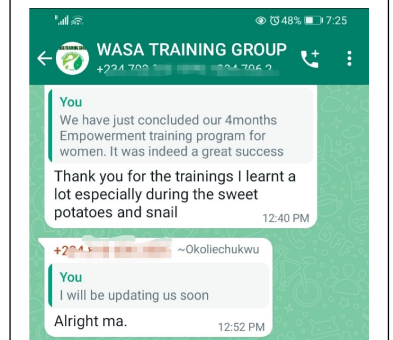 48% 7:25
WASA TRAINING GROUP
+234
You
We have just concluded our 4months
Empowerment training program for
women. It was indeed a great success
Thank you for the trainings I learnt a
lot especially during the sweet
potatoes and snail
12:40 PM
~Okoliechukwu
You
I will be updating us soon
Alright ma.
12:52 PM